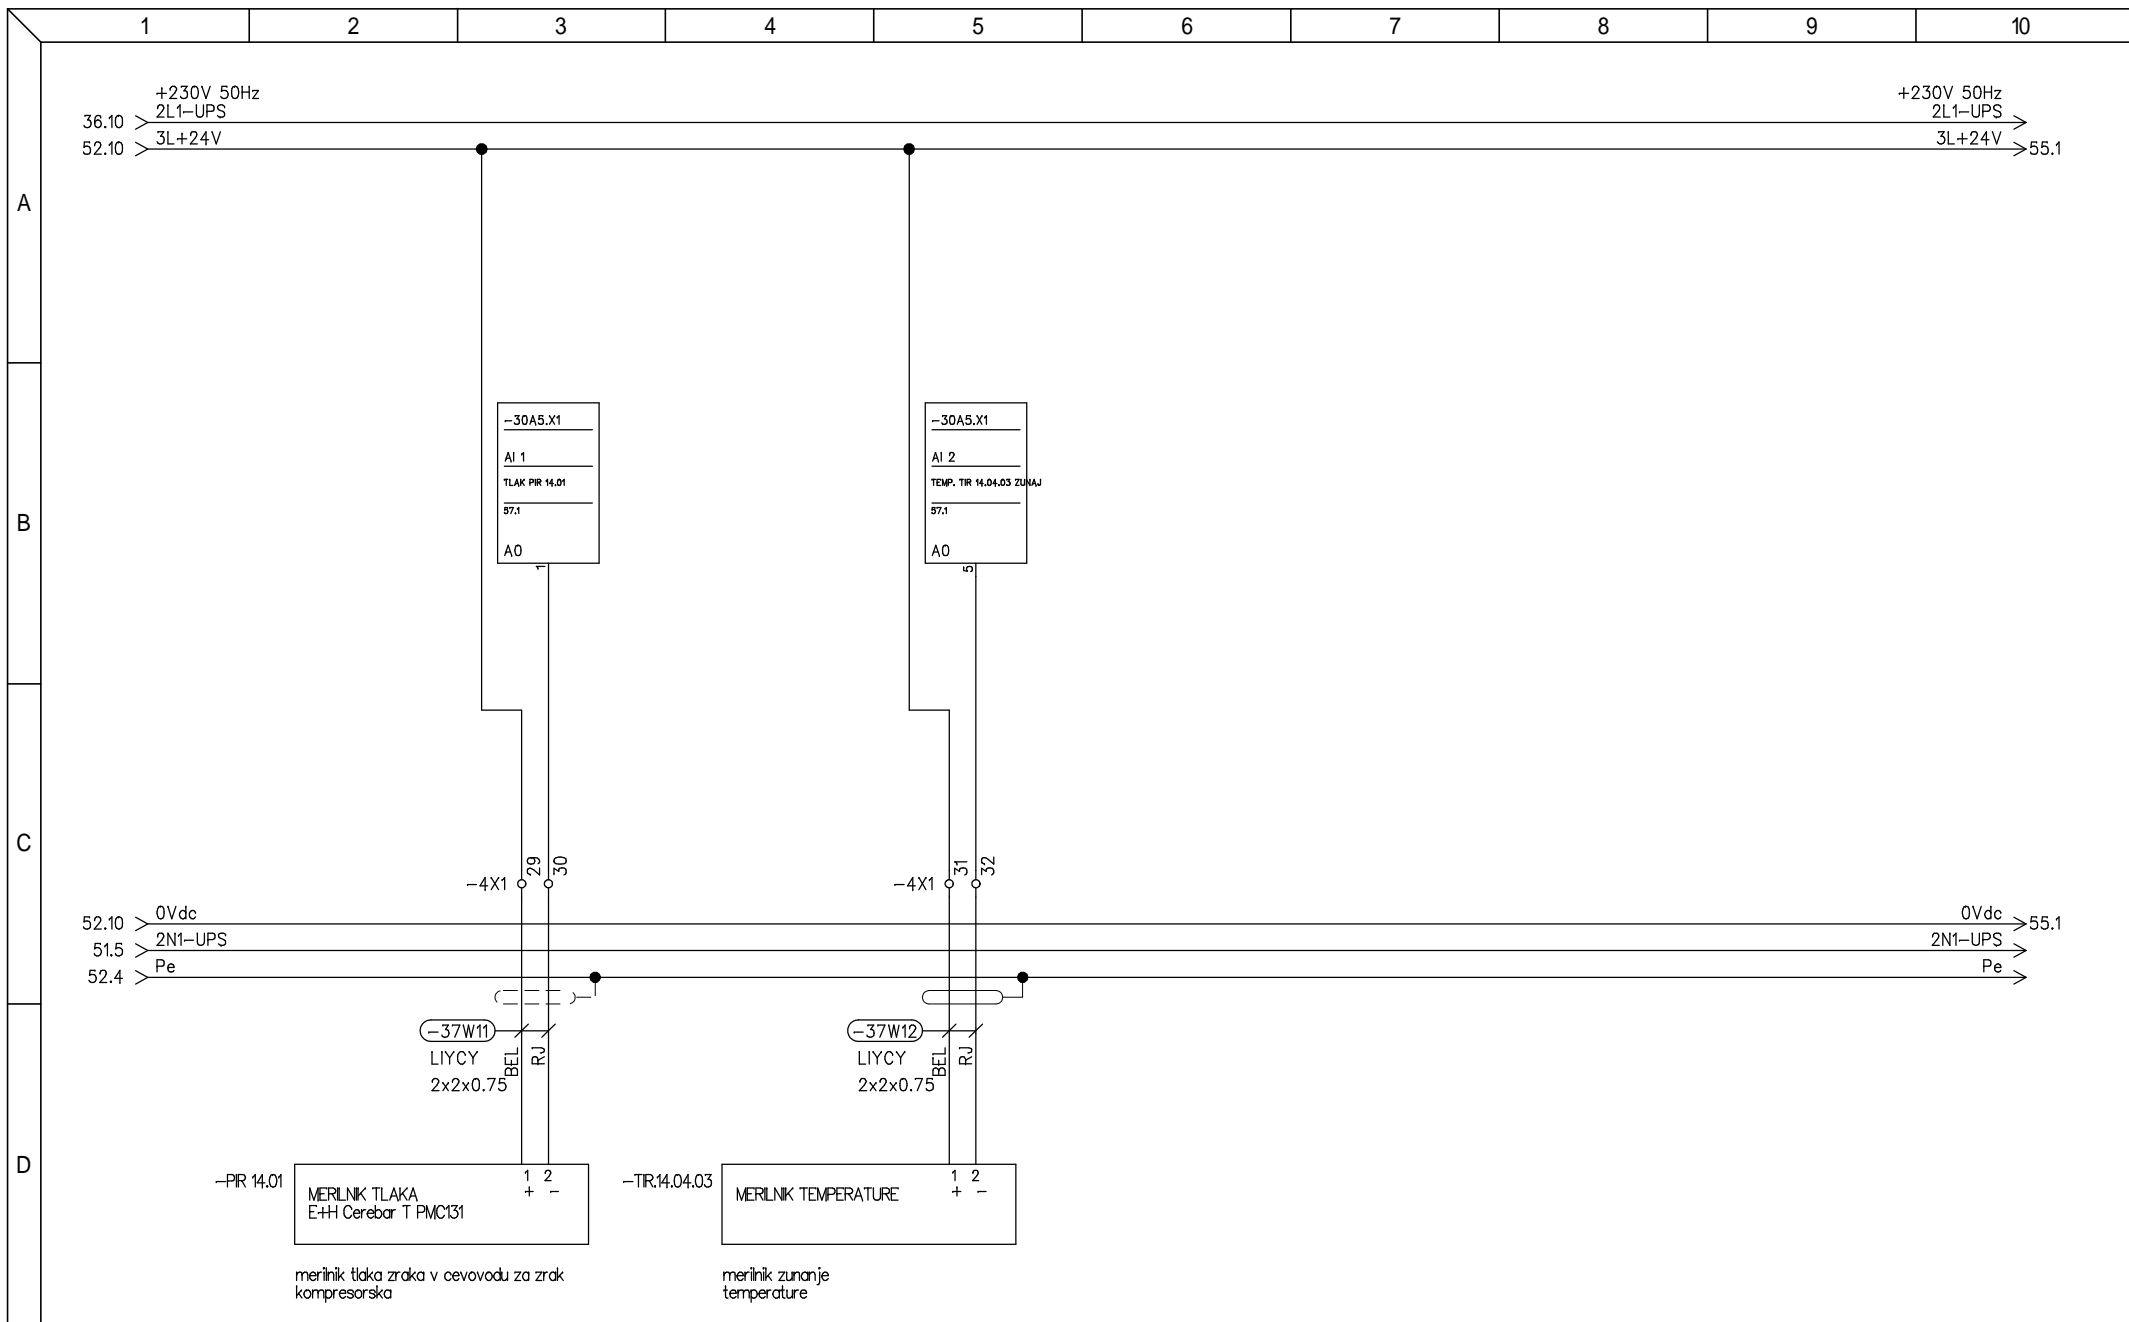 1 2 3 4 5 6 7 8 9 10
+230V 50Hz +230V 50Hz
36.10 2L1-UPS 2L1-UPS
52.10 3L+24V 3L+24V 55.1
A
-30A5.X1 -30A5.X1
AI 1 AI 2
TLAK PIR 14.01 TEMP. TIR 14.04.03 ZUNAJ
57.1 57.1
B
A0 A0
1 5
C
29 30 31 32
-4X1 -4X1
52.10 0Vdc 0Vdc 55.1
51.5 2N1-UPS 2N1-UPS
52.4 Pe Pe
-37W11 -37W12
LIYCY BEL RJ LIYCY BEL RJ
2x2x0.75 2x2x0.75
D
-PIR 14.01 1 2 -TIR.14.04.03 1 2
MERILNIK TLAKA + - MERILNIK TEMPERATURE + -
E+H Cerebar T PMC131
merilnik tlaka zraka v cevovodu za zrak merilnik zunanje
kompresorska temperature